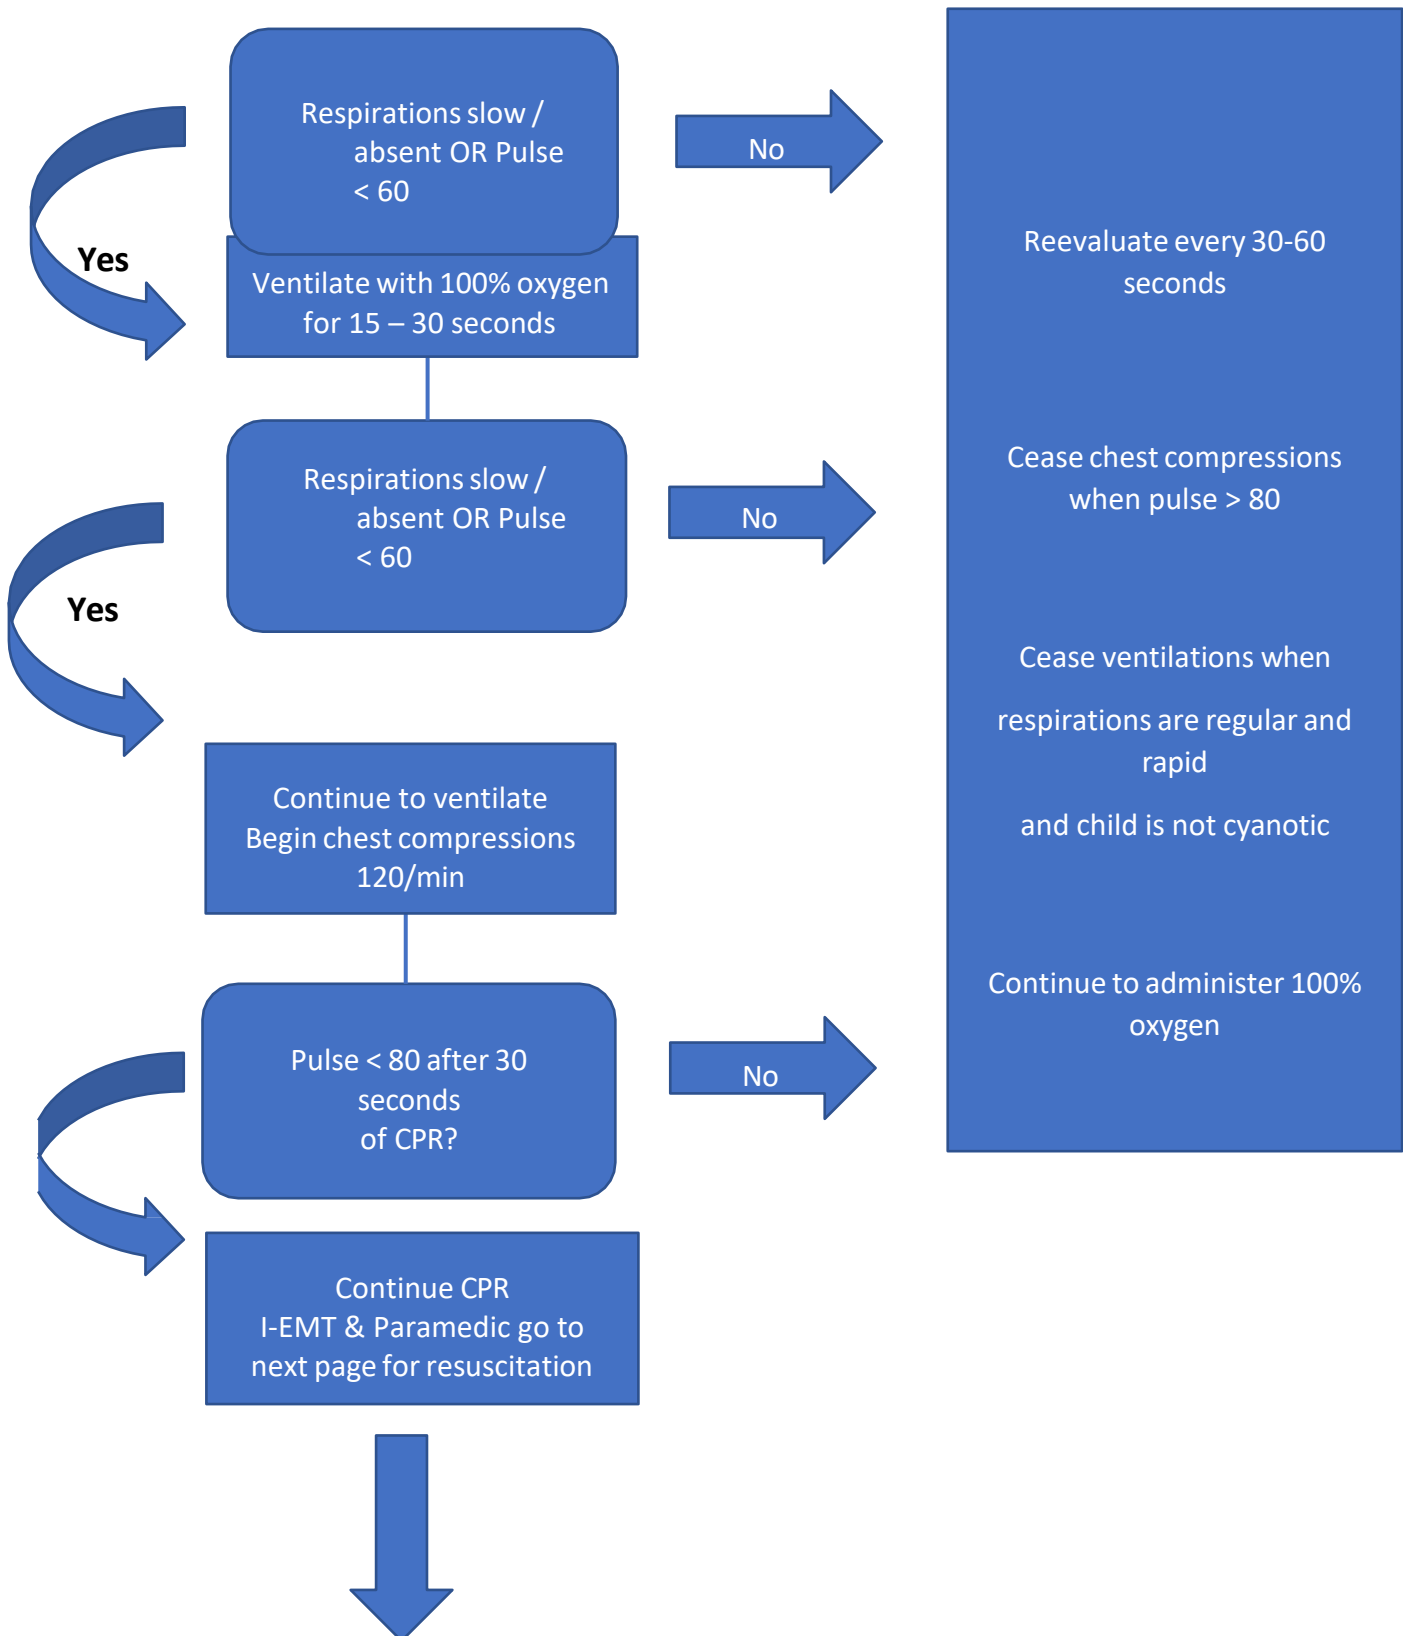 Respirations slow /
absent OR Pulse
< 60
No
Yes
Ventilate with 100% oxygen
for 15 – 30 seconds
Respirations slow /
absent OR Pulse
< 60
No
Yes
Continue to ventilate
Begin chest compressions
120/min
Pulse < 80 after 30
seconds
of CPR?
No
Continue CPR
I-EMT & Paramedic go to
next page for resuscitation
Reevaluate every 30-60
seconds
Cease chest compressions
when pulse > 80
Cease ventilations when
respirations are regular and
rapid
and child is not cyanotic
Continue to administer 100%
oxygen